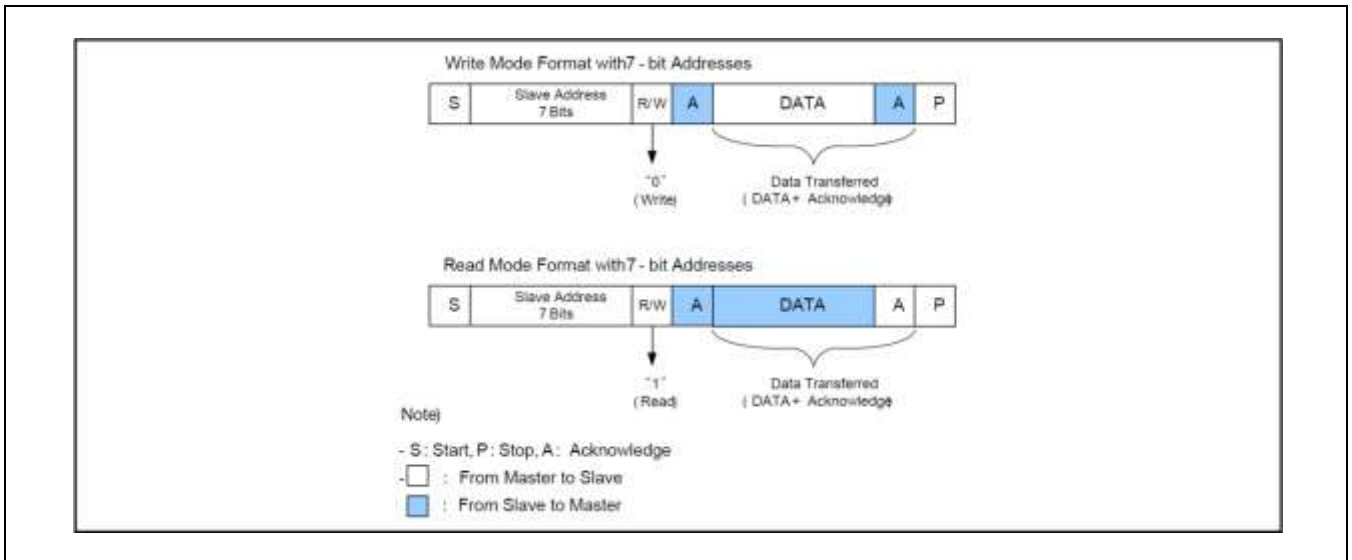 Write Mode Format with7 - bit Addresses
S Slave Address R/W A DATA A P
7 Bits
"0" Data Transferred
(Write) ( DATA + Acknowledge)
Read Mode Format with7 - bit Addresses
S Slave Address R/W A DATA A P
7 Bits
"1" Data Transferred
(Read) ( DATA + Acknowledge)
Note)
- S : Start, P : Stop, A : Acknowledge
- : From Master to Slave
: From Slave to Master